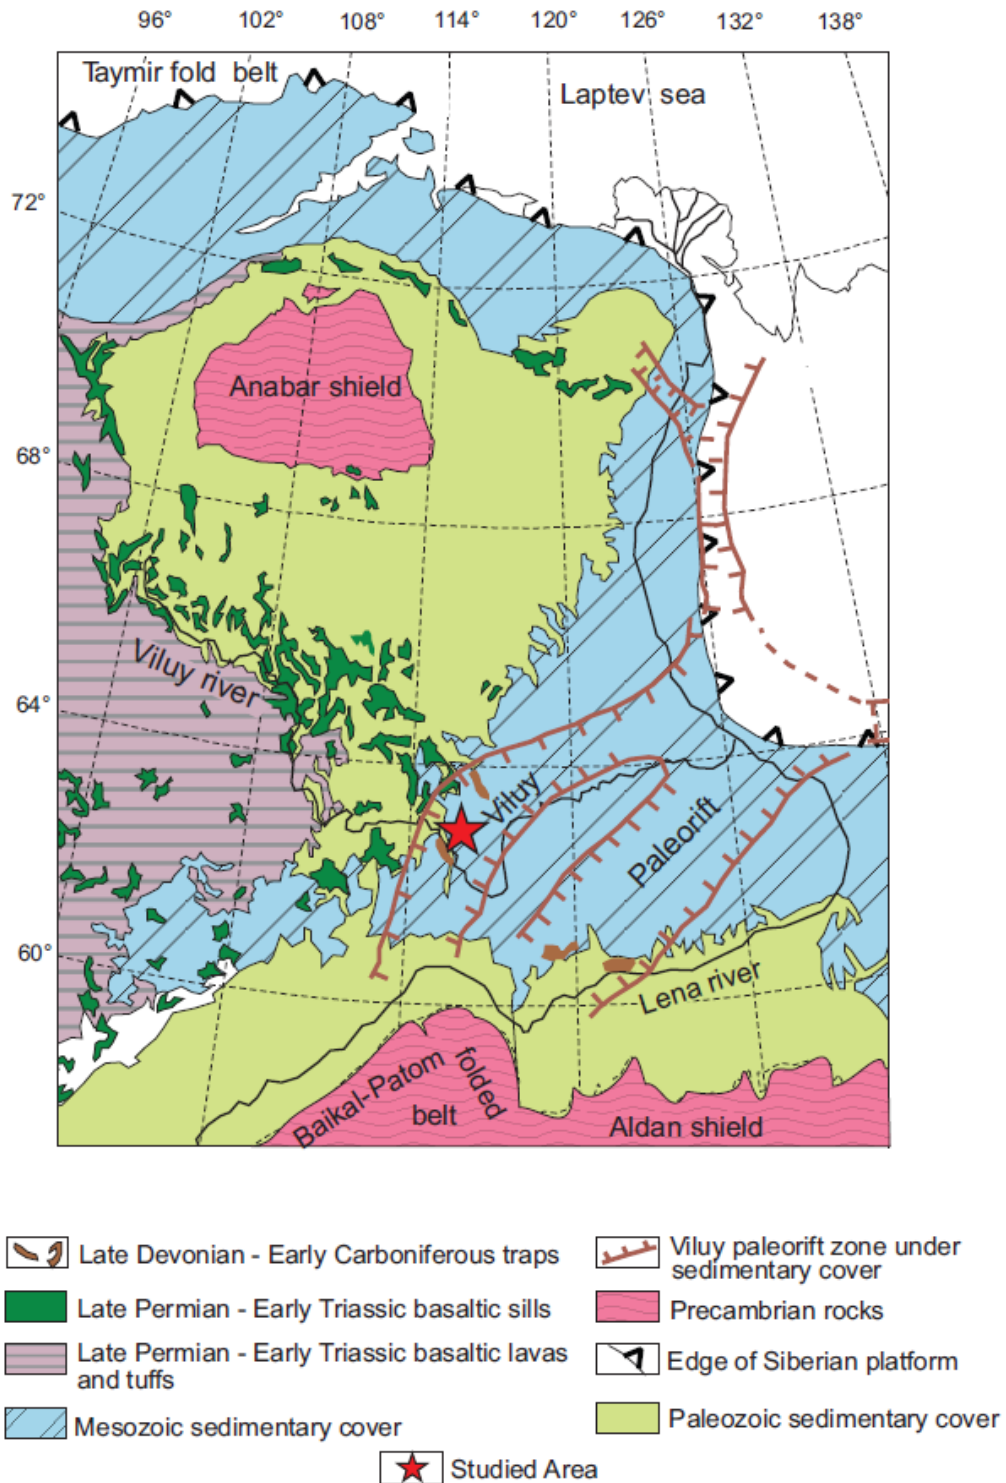 96° 102° 108° 114° 120° 126° 132° 138°
Taymir fold belt
Laptev sea
72°
Anabar shield
68°
Viluy river
64°
Viluy
Paleorift
60°
Lena river
Baikal-Patom folded
belt
Aldan shield
Late Devonian - Early Carboniferous traps
Late Permian - Early Triassic basaltic sills
Late Permian - Early Triassic basaltic lavas
and tuffs
Mesozoic sedimentary cover
Viluy paleorift zone under
sedimentary cover
Precambrian rocks
Edge of Siberian platform
Paleozoic sedimentary cover
Studied Area